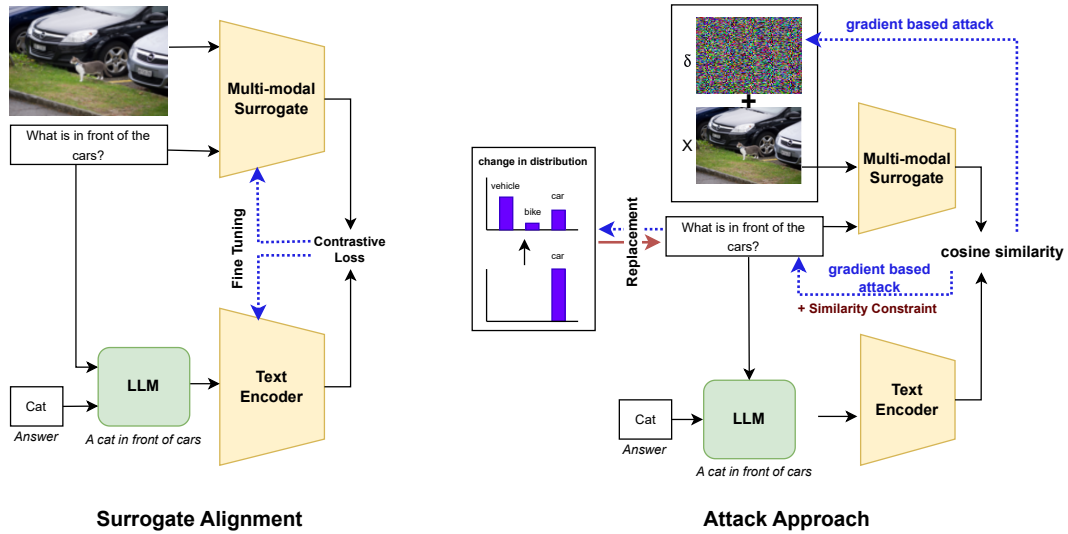 What is in front of the
cars?
Multi-modal
Surrogate
Fine Tuning
Contrastive
Loss
Cat
Answer
LLM
A cat in front of cars
Text
Encoder
Surrogate Alignment
gradient based attack
δ
+
X
change in distribution
vehicle
bike
car
car
Replacement
What is in front of the
cars?
Multi-modal
Surrogate
cosine similarity
gradient based
attack
+ Similarity Constraint
Cat
Answer
LLM
A cat in front of cars
Text
Encoder
Attack Approach